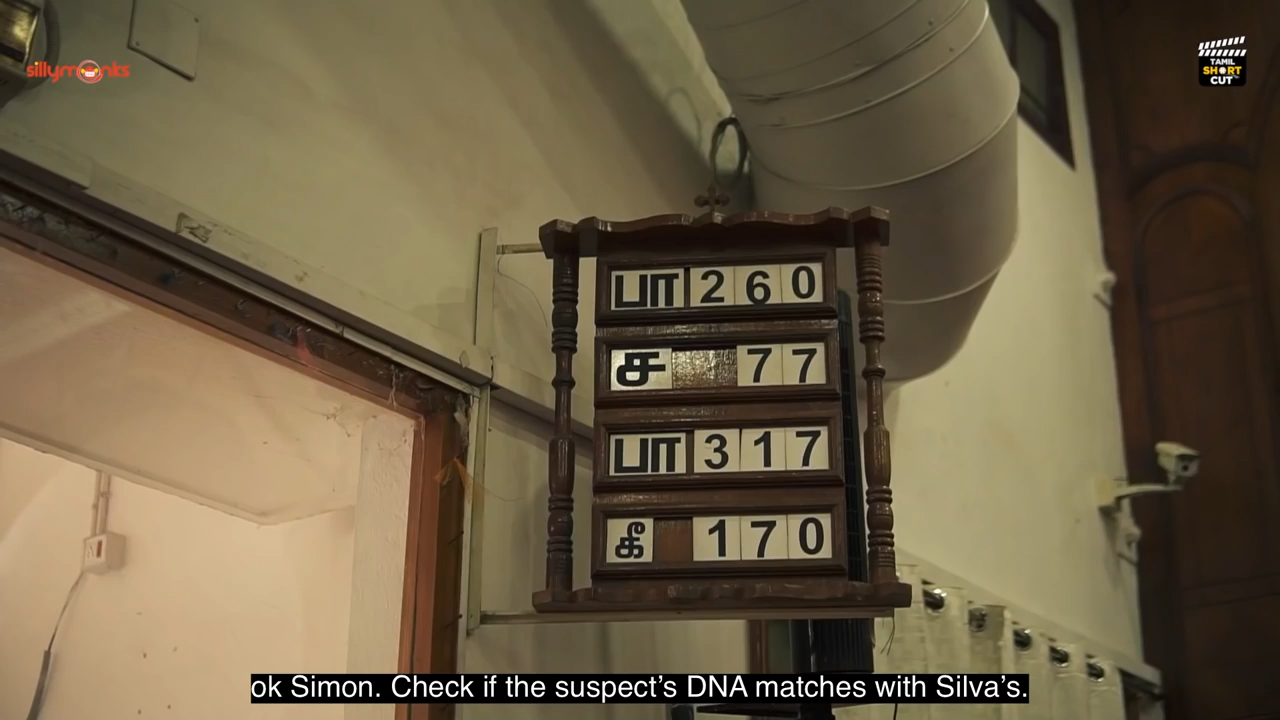 sillymonks
TAMIL
SHORT
CUT
பா 260
ச 77
பா 317
கீ 170
ok Simon. Check if the suspect's DNA matches with Silva's.